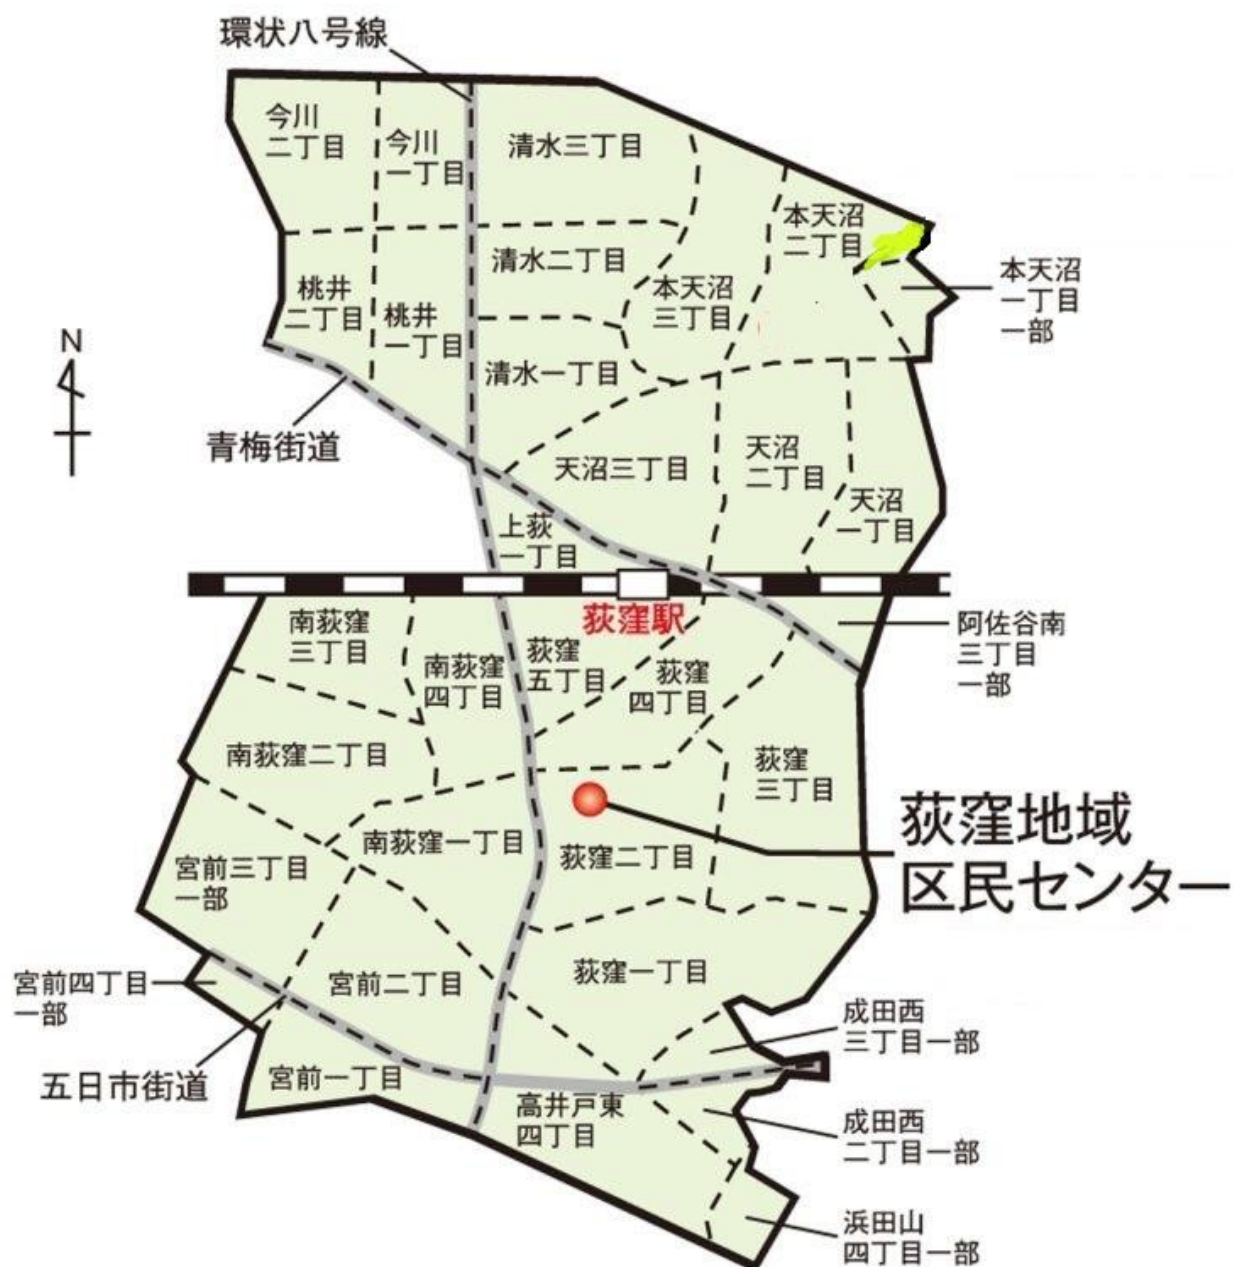 環状八号線
今川
二丁目
今川
一丁目
清水三丁目
本天沼
二丁目
清水二丁目
本天沼
三丁目
本天沼
一丁目
一部
桃井
二丁目
桃井
一丁目
清水一丁目
N
青梅街道
天沼三丁目
天沼
二丁目
天沼
一丁目
上荻
一丁目
荻窪駅
阿佐谷南
三丁目
一部
南荻窪
三丁目
南荻窪
四丁目
荻窪
五丁目
荻窪
四丁目
南荻窪二丁目
荻窪
三丁目
荻窪地域
区民センター
南荻窪一丁目
荻窪二丁目
宮前三丁目
一部
宮前四丁目
一部
宮前二丁目
荻窪一丁目
成田西
三丁目一部
五日市街道
宮前一丁目
高井戸東
四丁目
成田西
二丁目一部
浜田山
四丁目一部